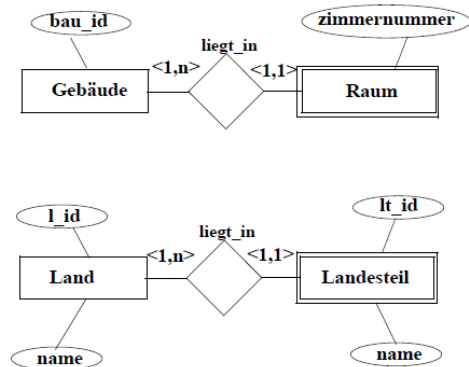 bau_id
zimmernummer
liegt_in
Gebäude
<1,n>
<1,1>
Raum
l_id
lt_id
liegt_in
Land
<1,n>
<1,1>
Landesteil
name
name